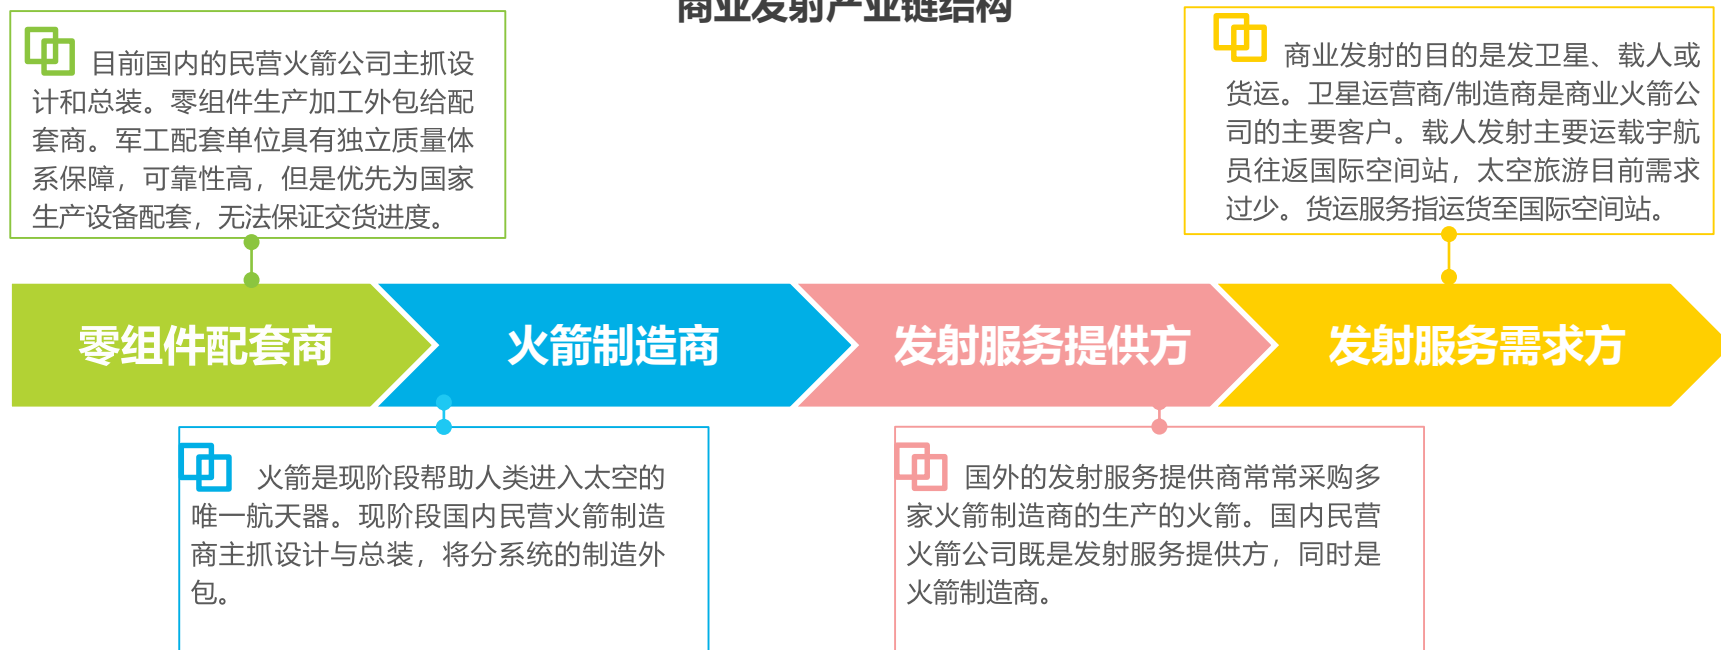 商业发射产业链结构
目前国内的民营火箭公司主抓设
计和总装。零组件生产加工外包给配
套商。军工配套单位具有独立质量体
系保障，可靠性高，但是优先为国家
生产设备配套，无法保证交货进度。
商业发射的目的是发卫星、载人或
货运。卫星运营商/制造商是商业火箭公
司的主要客户。载人发射主要运载宇航
员往返国际空间站，太空旅游目前需求
过少。货运服务指运货至国际空间站。
零组件配套商
火箭制造商
发射服务提供方
发射服务需求方
火箭是现阶段帮助人类进入太空的
唯一航天器。现阶段国内民营火箭制造
商主抓设计与总装，将分系统的制造外
包。
国外的发射服务提供商常常采购多
家火箭制造商的生产的火箭。国内民营
火箭公司既是发射服务提供方，同时是
火箭制造商。